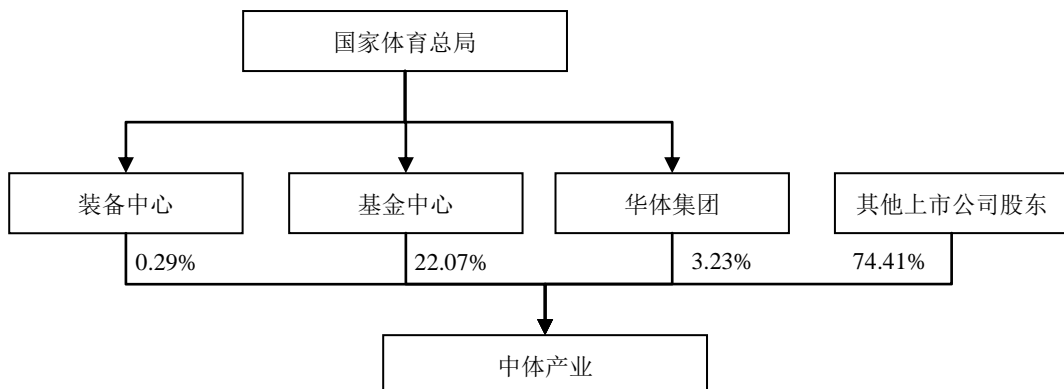 国家体育总局
装备中心
基金中心
华体集团
其他上市公司股东
0.29%
22.07%
3.23%
74.41%
中体产业